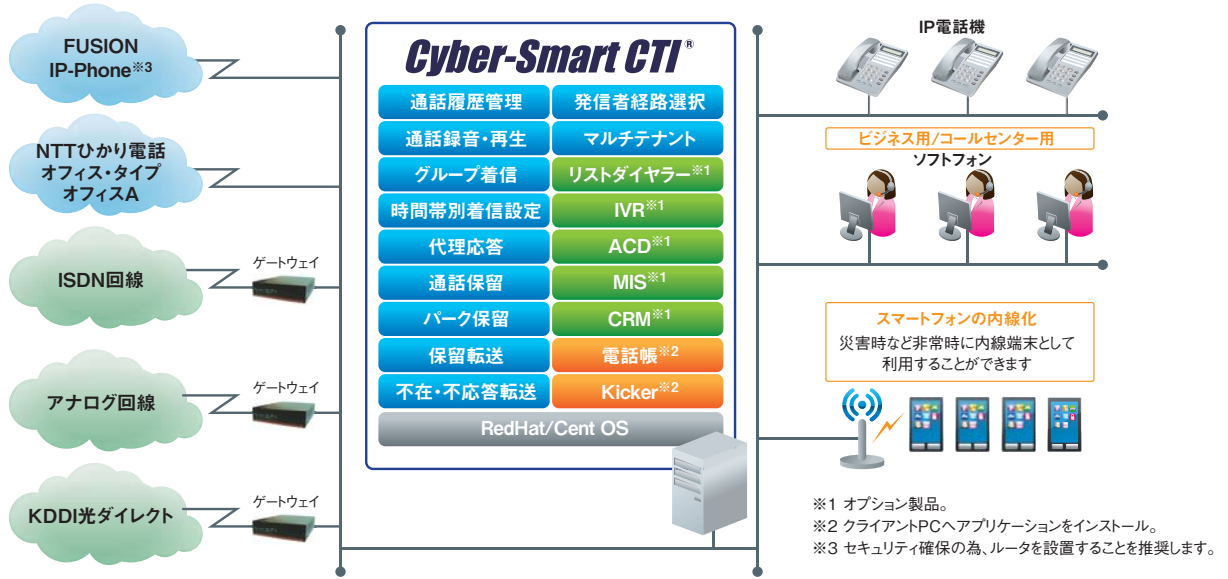 FUSION
IP-Phone※3
NTTひかり電話
オフィス・タイプ
オフィスA
ISDN回線
ゲートウェイ
アナログ回線
ゲートウェイ
KDDI光ダイレクト
ゲートウェイ
Cyber-Smart CTI®
通話履歴管理
発信者経路選択
通話録音・再生
マルチテナント
グループ着信
リストダイヤラー※1
時間帯別着信設定
IVR※1
代理応答
ACD※1
通話保留
MIS※1
パーク保留
CRM※1
保留転送
電話帳※2
不在・不応答転送
Kicker※2
RedHat/Cent OS
IP電話機
ビジネス用/コールセンター用
ソフトフォン
スマートフォンの内線化
災害時など非常時に内線端末として
利用することができます
※1 オプション製品。
※2 クライアントPCへアプリケーションをインストール。
※3 セキュリティ確保の為、ルータを設置することを推奨します。